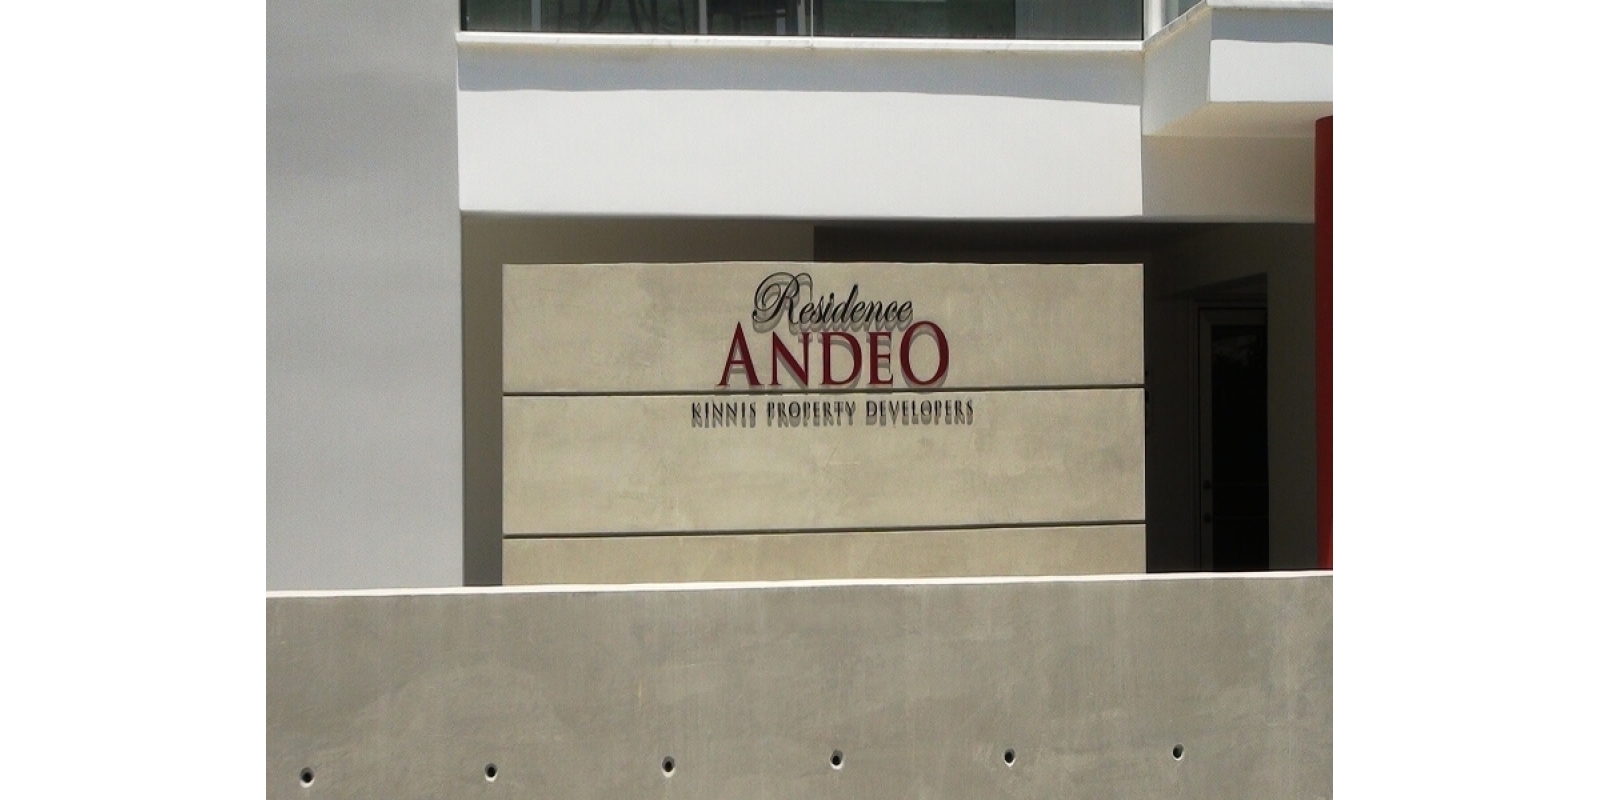 Residence
ANDEO
KINNIS PROPERTY DEVELOPERS